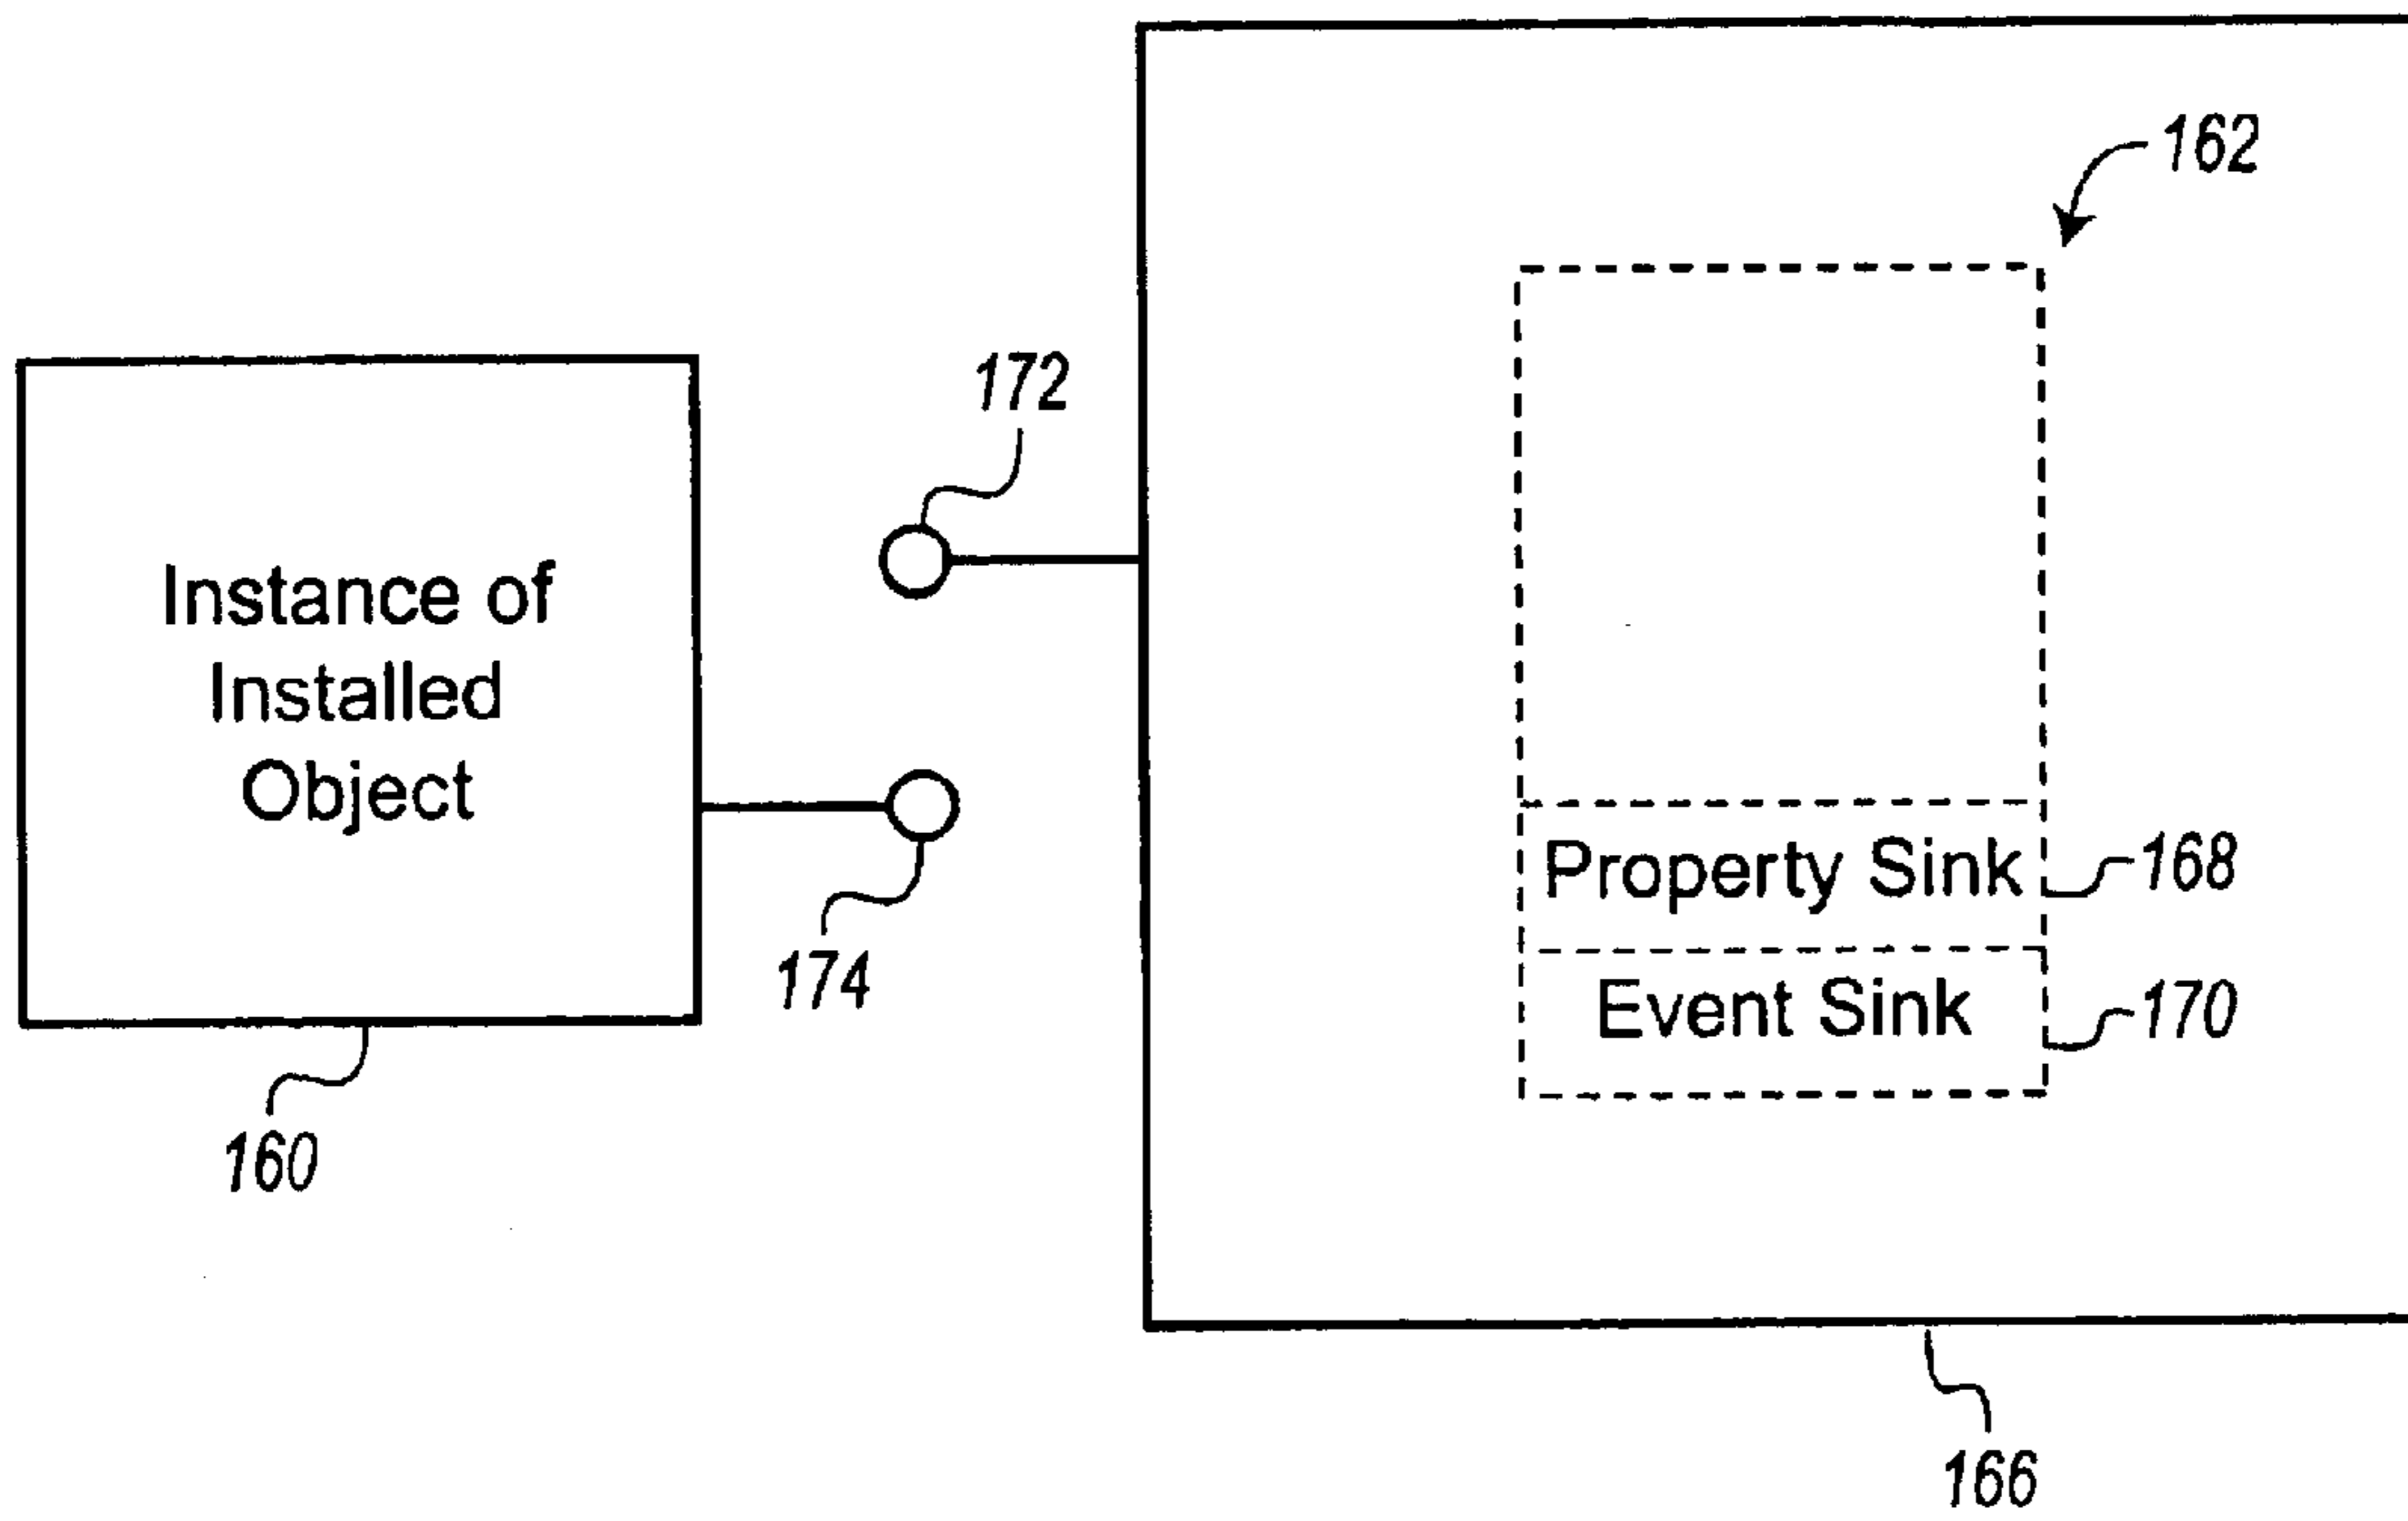 162
172
Instance of
Installed
Object
Property Sink
168
174
Event Sink
170
160
166